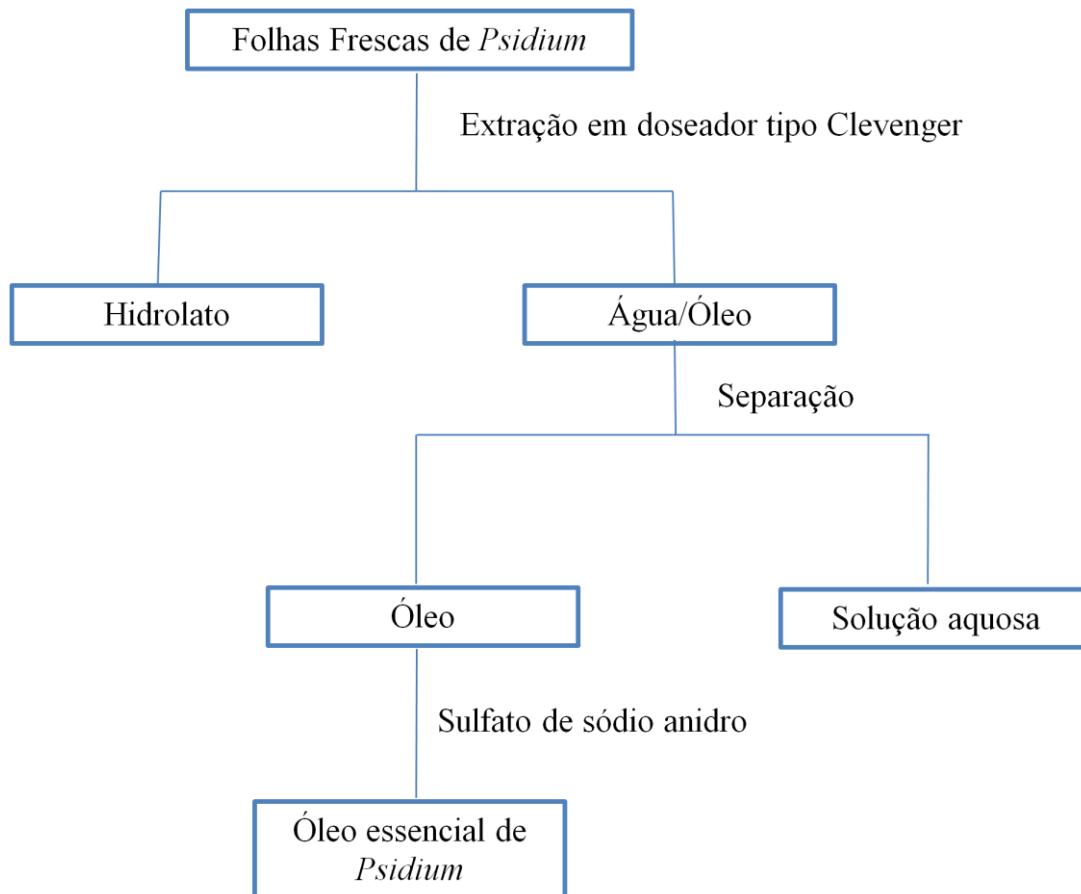 Folhas Frescas de Psidium
Extração em doseador tipo Clevenger
Hidrolato
Água/Óleo
Separação
Óleo
Solução aquosa
Sulfato de sódio anidro
Óleo essencial de
Psidium